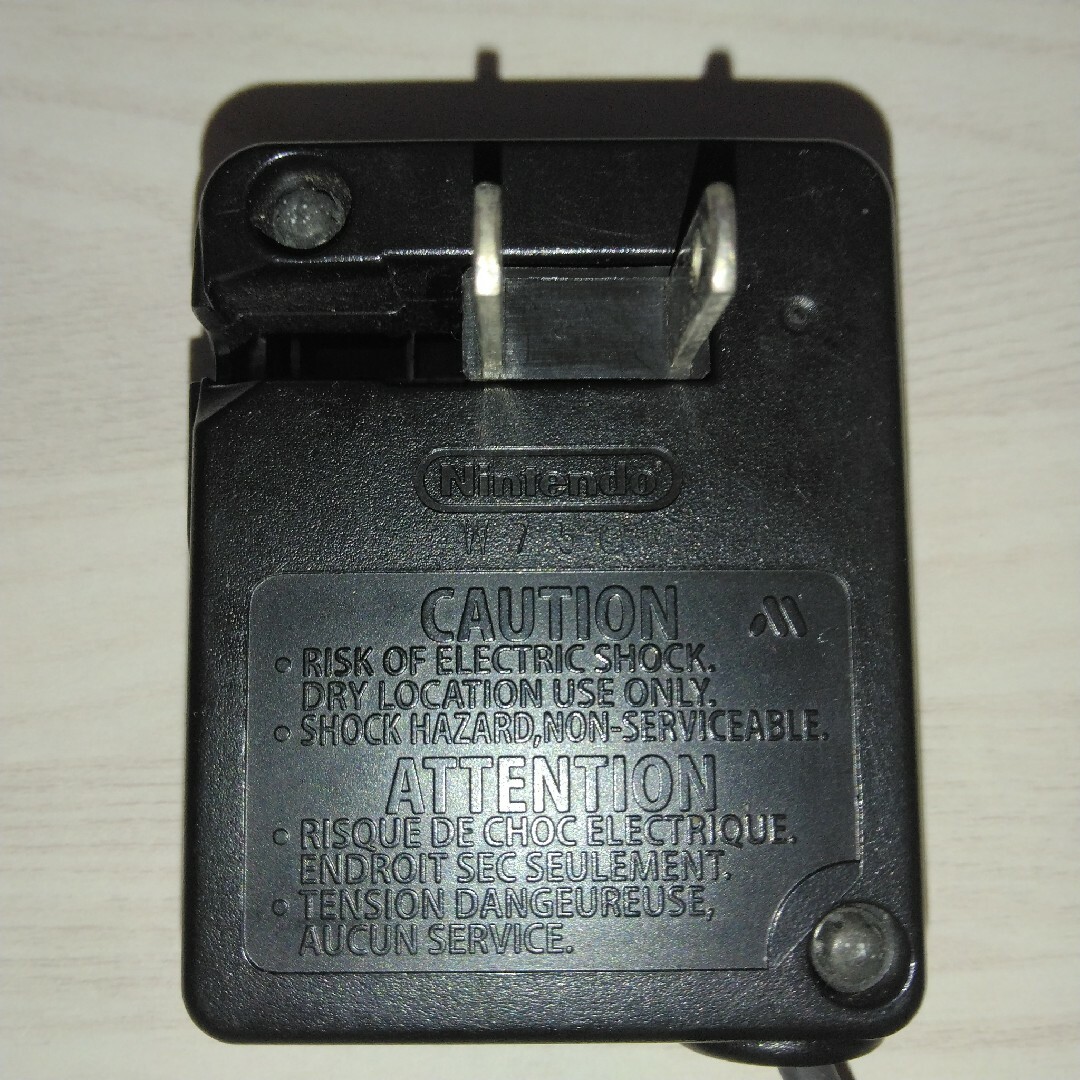 Nintendo
CAUTION
• RISK OF ELECTRIC SHOCK.
DRY LOCATION USE ONLY.
• SHOCK HAZARD,NON-SERVICEABLE.
ATTENTION
• RISQUE DE CHOC ELECTRIQUE.
ENDROIT SEC SEULEMENT.
• TENSION DANGEUREUSE,
AUCUN SERVICE.